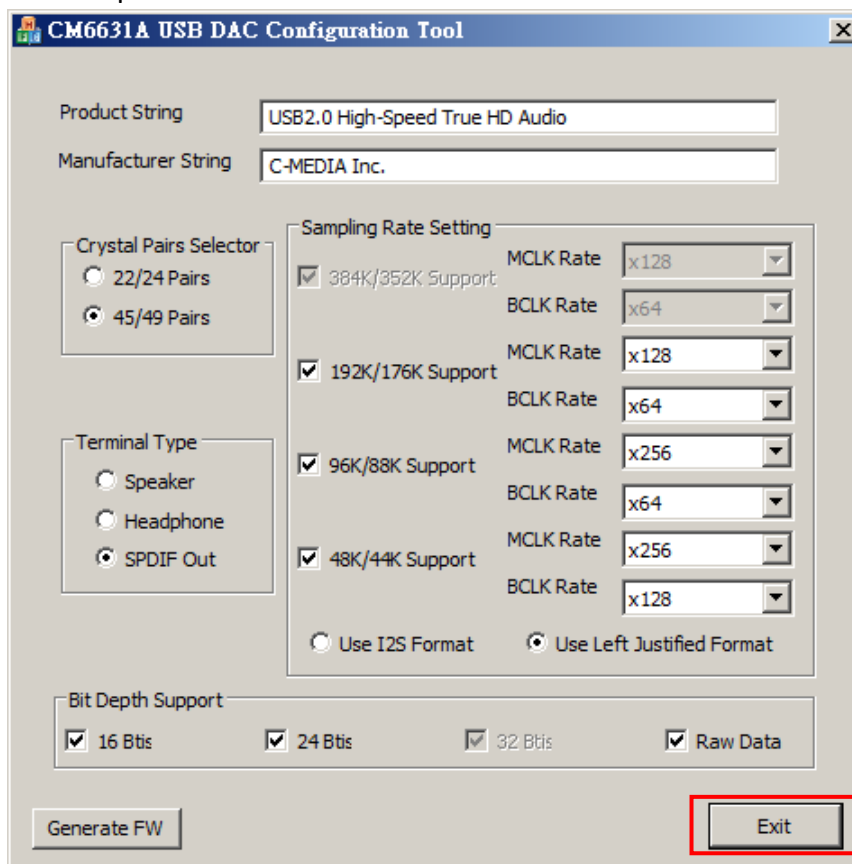 CM6631A USB DAC Configuration Tool
Product String
USB2.0 High-Speed True HD Audio
Manufacturer String
C-MEDIA Inc.
Crystal Pairs Selector
22/24 Pairs
45/49 Pairs
Terminal Type
Speaker
Headphone
SPDIF Out
Sampling Rate Setting
384K/352K Support
MCLK Rate
x128
BCLK Rate
x64
192K/176K Support
MCLK Rate
x128
BCLK Rate
x64
96K/88K Support
MCLK Rate
x256
BCLK Rate
x64
48K/44K Support
MCLK Rate
x256
BCLK Rate
x128
Use I2S Format
Use Left Justified Format
Bit Depth Support
16 Btis
24 Btis
32 Btis
Raw Data
Generate FW
Exit